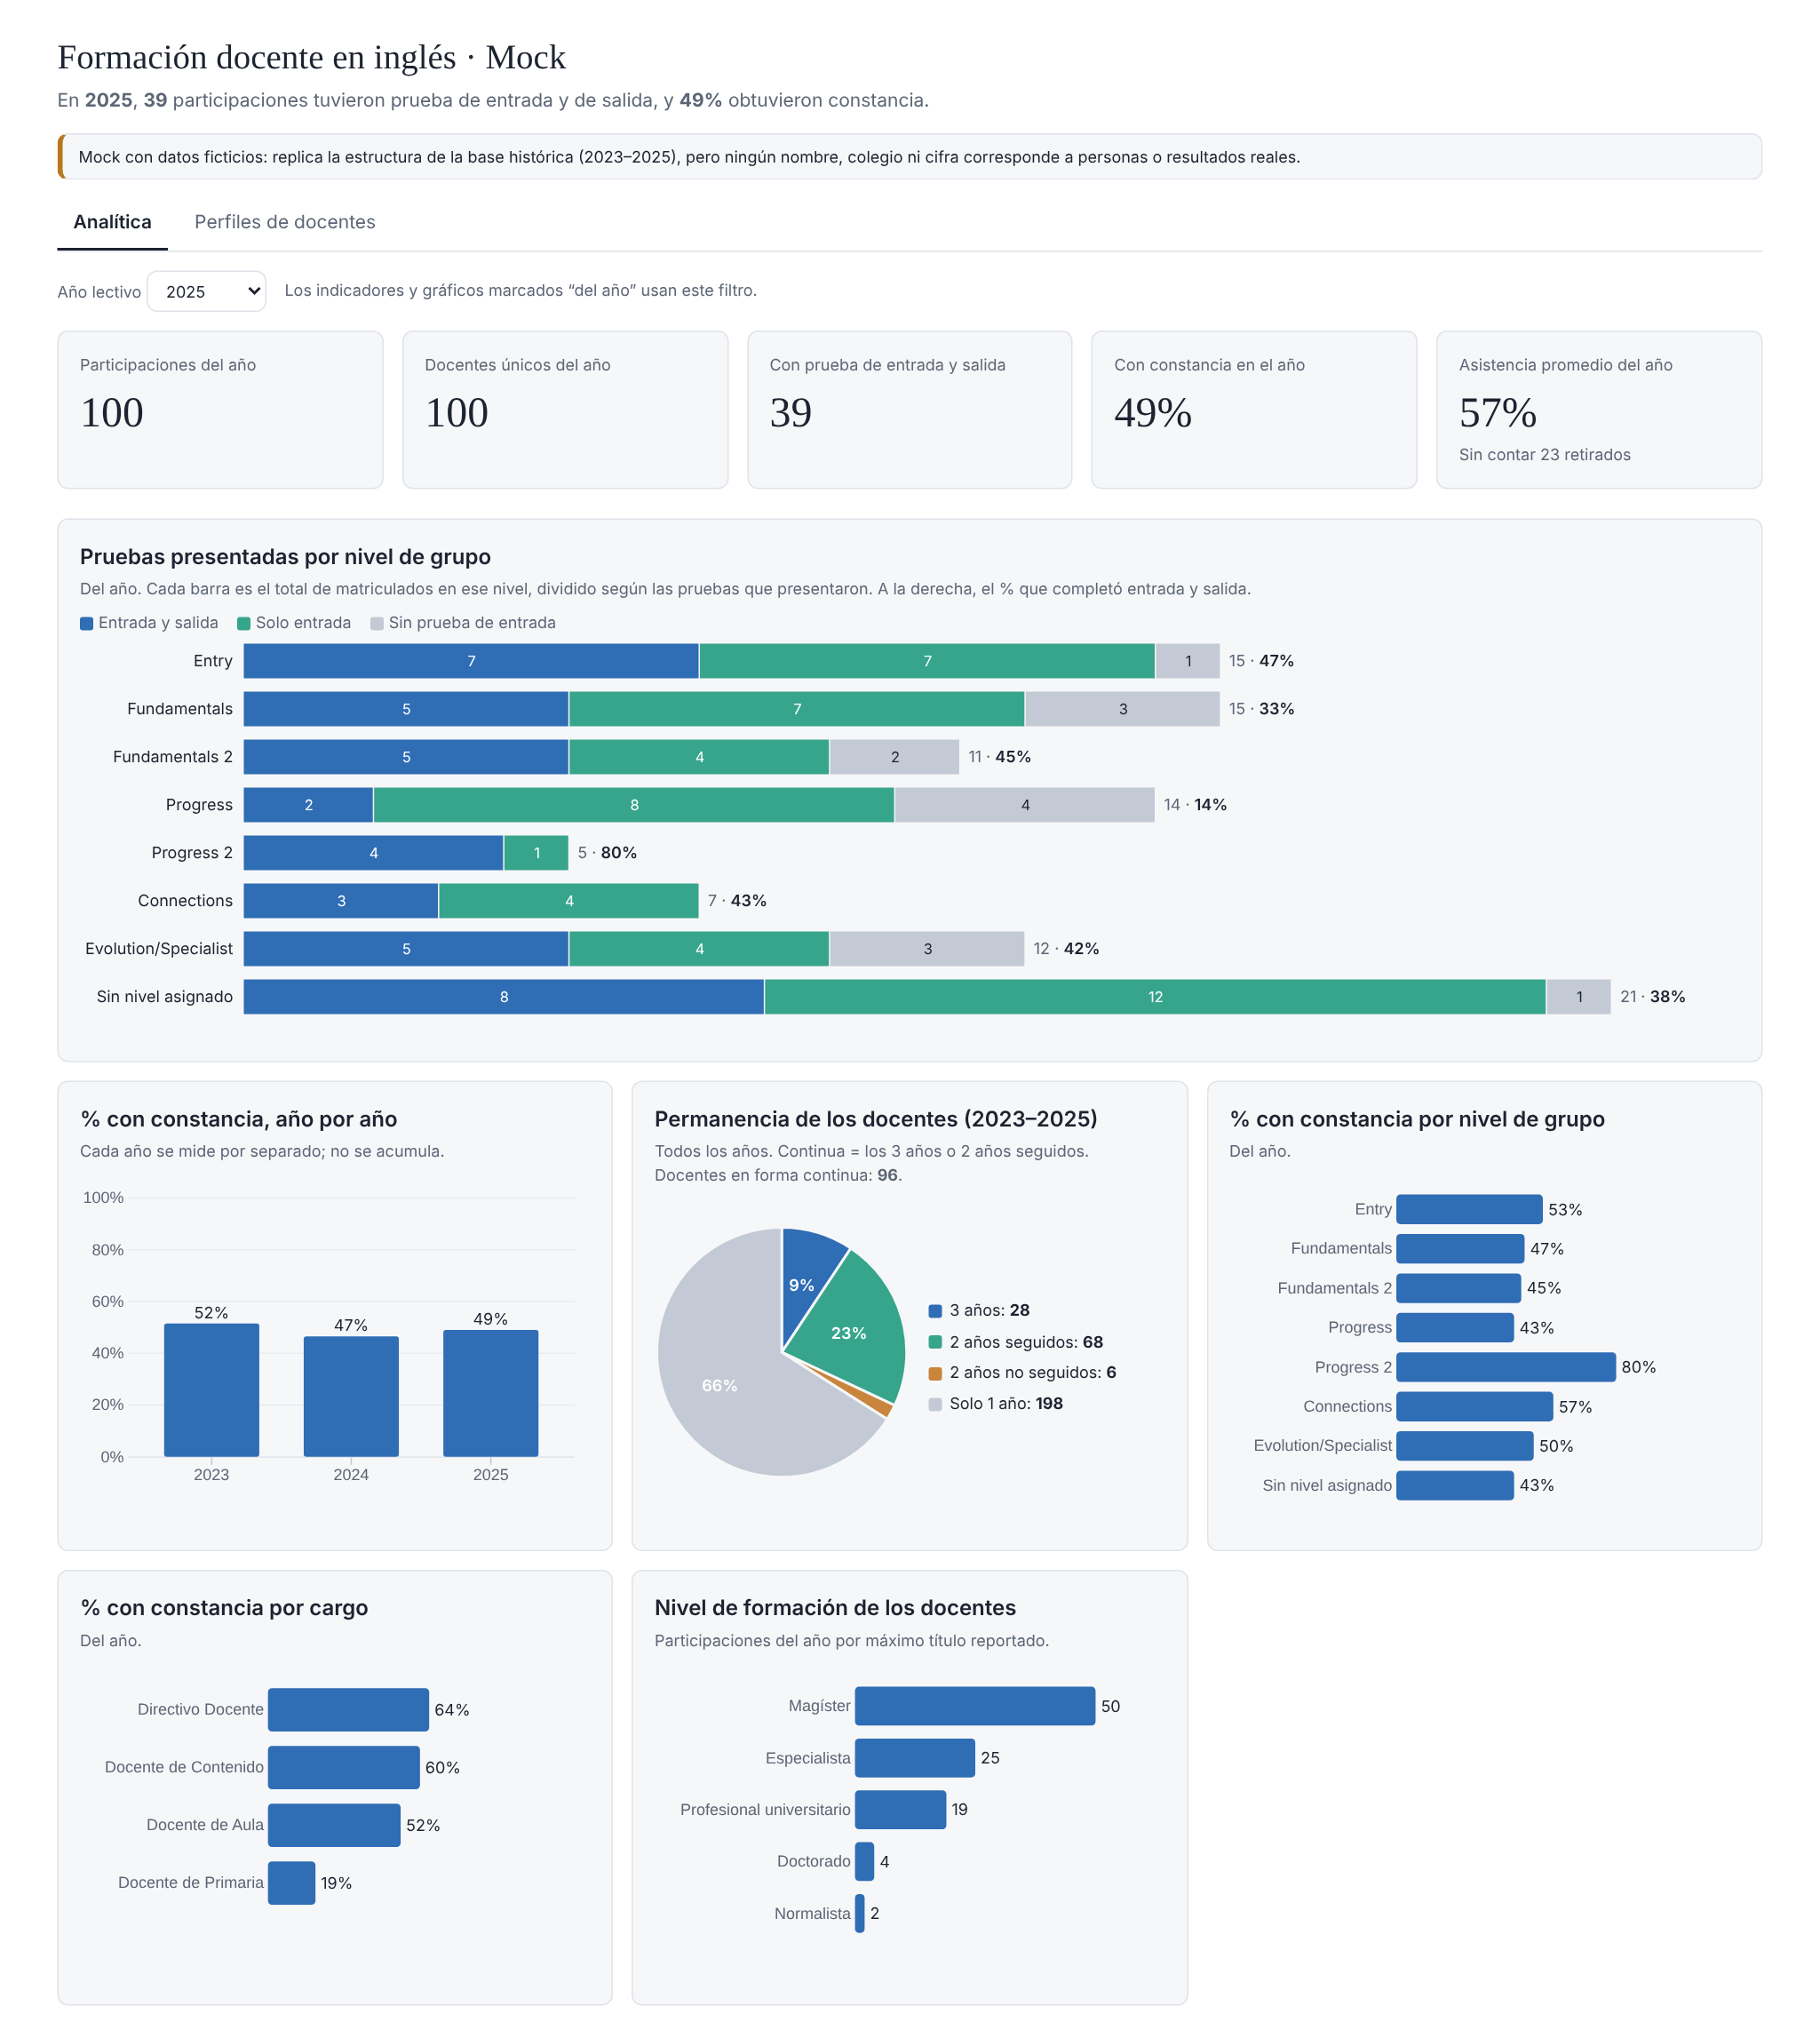 Formación docente en inglés · Mock
En 2025, 39 participaciones tuvieron prueba de entrada y de salida, y 49% obtuvieron constancia.
Mock con datos ficticios: replica la estructura de la base histórica (2023–2025), pero ningún nombre, colegio ni cifra corresponde a personas o resultados reales.
Analítica
Perfiles de docentes
Año lectivo 2025 Los indicadores y gráficos marcados “del año” usan este filtro.
Participaciones del año
100
Docentes únicos del año
100
Con prueba de entrada y salida
39
Con constancia en el año
49%
Asistencia promedio del año
57%
Sin contar 23 retirados
Pruebas presentadas por nivel de grupo
Del año. Cada barra es el total de matriculados en ese nivel, dividido según las pruebas que presentaron. A la derecha, el % que completó entrada y salida.
Entrada y salida Solo entrada Sin prueba de entrada
Entry 7 7 1 15 · 47%
Fundamentals 5 7 3 15 · 33%
Fundamentals 2 5 4 2 11 · 45%
Progress 2 8 4 14 · 14%
Progress 2 4 1 5 · 80%
Connections 3 4 7 · 43%
Evolution/Specialist 5 4 3 12 · 42%
Sin nivel asignado 8 12 1 21 · 38%
% con constancia, año por año
Cada año se mide por separado; no se acumula.
100%
80%
60%
40%
20%
0%
52% 47% 49%
2023 2024 2025
Permanencia de los docentes (2023–2025)
Todos los años. Continua = los 3 años o 2 años seguidos.
Docentes en forma continua: 96.
9%
23%
66%
3 años: 28
2 años seguidos: 68
2 años no seguidos: 6
Solo 1 año: 198
% con constancia por nivel de grupo
Del año.
Entry 53%
Fundamentals 47%
Fundamentals 2 45%
Progress 43%
Progress 2 80%
Connections 57%
Evolution/Specialist 50%
Sin nivel asignado 43%
% con constancia por cargo
Del año.
Directivo Docente 64%
Docente de Contenido 60%
Docente de Aula 52%
Docente de Primaria 19%
Nivel de formación de los docentes
Participaciones del año por máximo título reportado.
Magíster 50
Especialista 25
Profesional universitario 19
Doctorado 4
Normalista 2